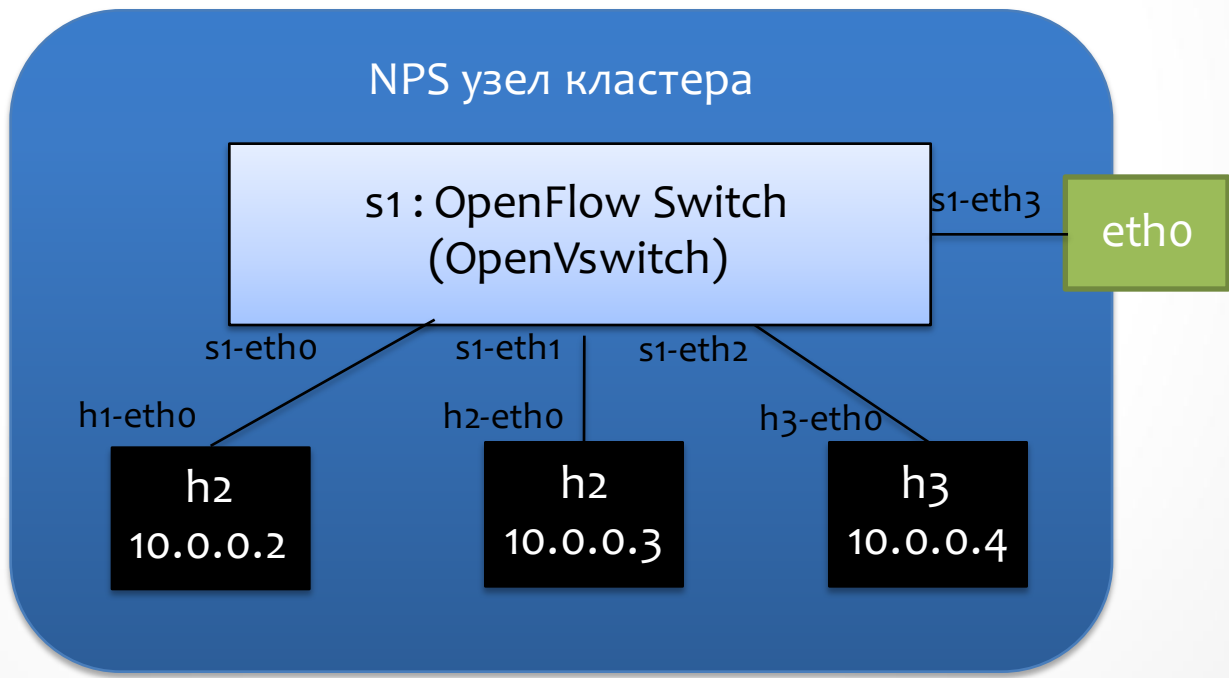 NPS узел кластера
s1 : OpenFlow Switch
(OpenVswitch)
s1-eth3
eth0
s1-eth0
s1-eth1
s1-eth2
h1-eth0
h2-eth0
h3-eth0
h2
10.0.0.2
h2
10.0.0.3
h3
10.0.0.4